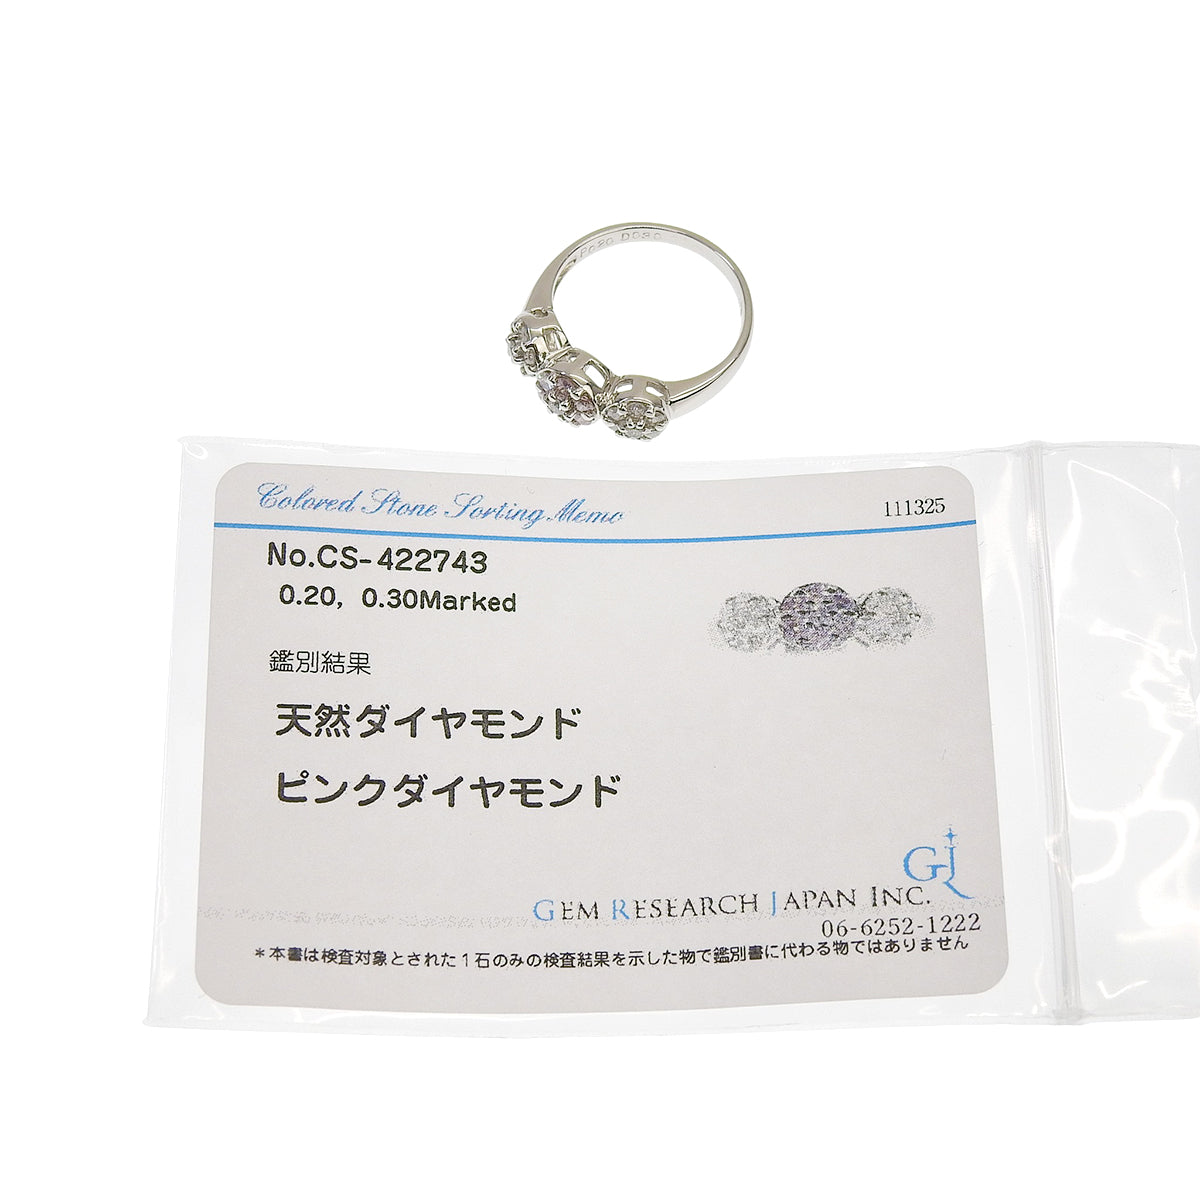 P020 D030
Colored Stone Sorting Memo
111325
No.CS-422743
0.20, 0.30Marked
鑑別結果
天然ダイヤモンド
ピンクダイヤモンド
GJ
GEM RESEARCH JAPAN INC.
06-6252-1222
*本書は検査対象とされた1石のみの検査結果を示した物で鑑別書に代わる物ではありません